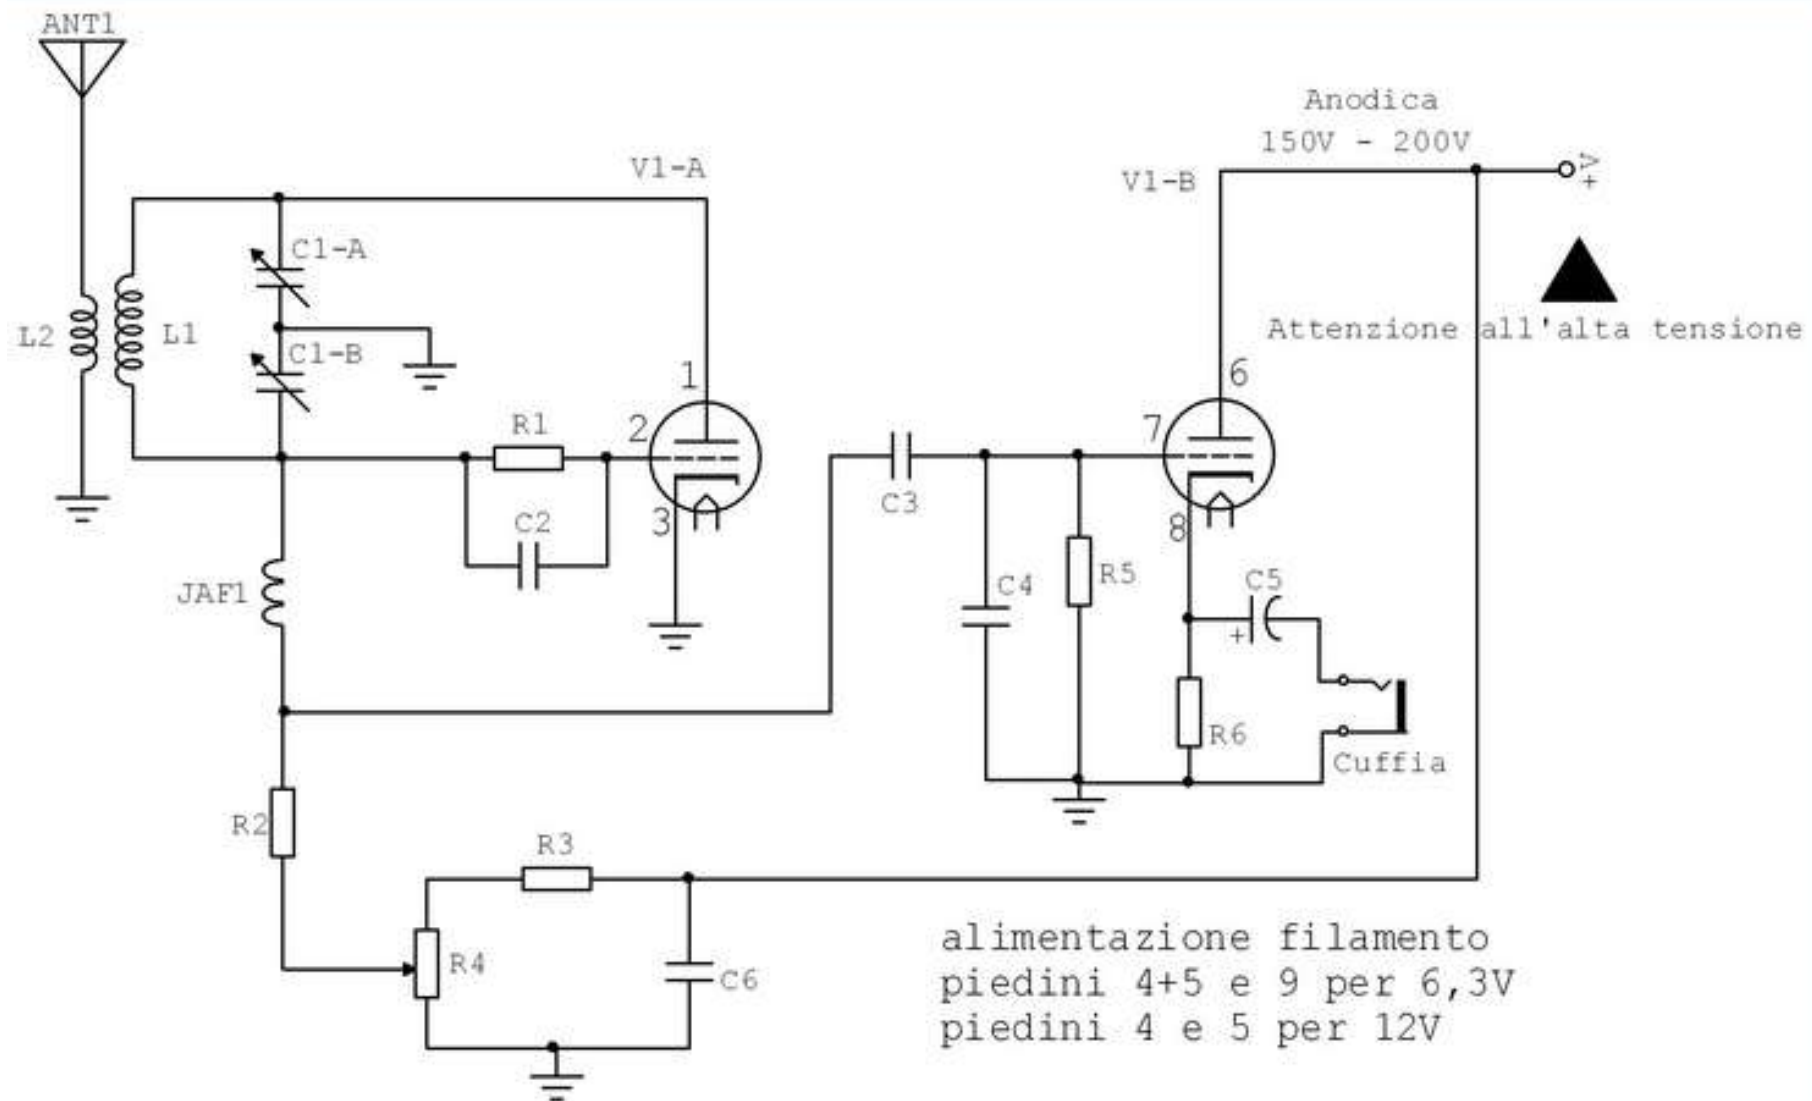 ANT1
Anodica
150V - 200V
V1-A
V1-B
+V
C1-A
L2
L1
C1-B
Attenzione all'alta tensione
1
6
2
R1
7
3
C2
C3
8
JAF1
C4
R5
C5
+
R6
Cuffia
R2
R3
R4
C6
alimentazione filamento
piedini 4+5 e 9 per 6,3V
piedini 4 e 5 per 12V